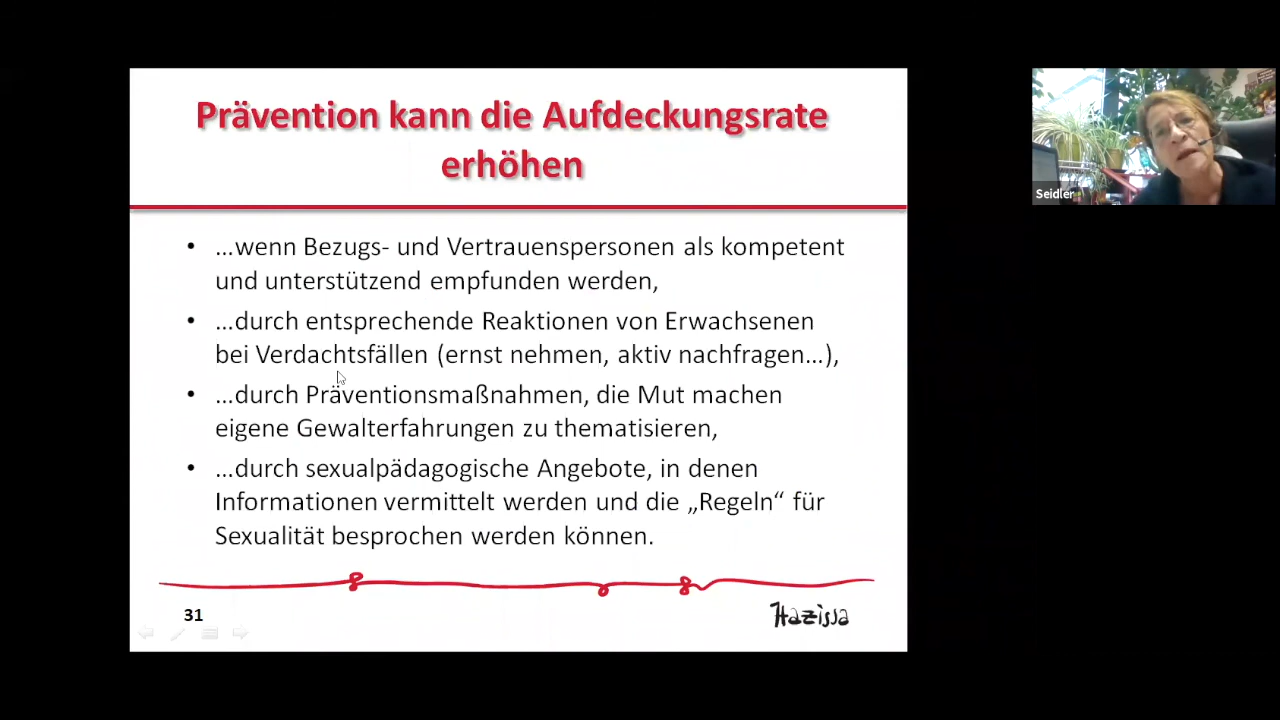 Prävention kann die Aufdeckungsrate
erhöhen
• ...wenn Bezugs- und Vertrauenspersonen als kompetent
und unterstützend empfunden werden,
• ...durch entsprechende Reaktionen von Erwachsenen
bei Verdachtsfällen (ernst nehmen, aktiv nachfragen...),
• ...durch Präventionsmaßnahmen, die Mut machen
eigene Gewalterfahrungen zu thematisieren,
• ...durch sexualpädagogische Angebote, in denen
Informationen vermittelt werden und die „Regeln“ für
Sexualität besprochen werden können.
31
Hazissa
Seidler